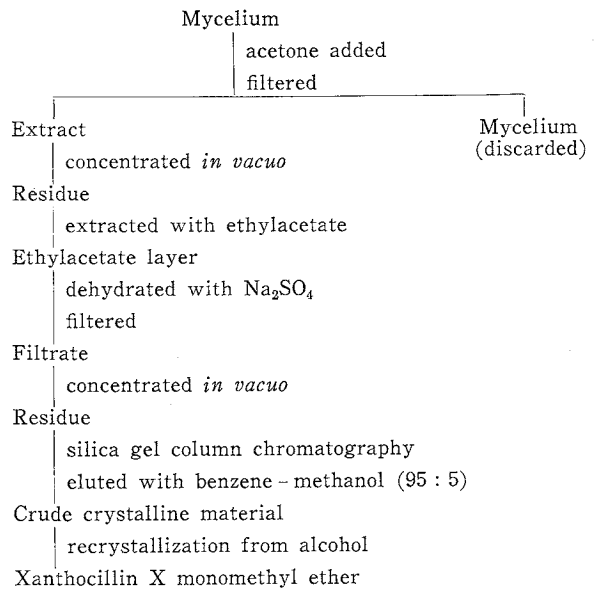 Mycelium
acetone added
filtered
Extract
Mycelium
(discarded)
concentrated in vacuo
Residue
extracted with ethylacetate
Ethylacetate layer
dehydrated with Na₂SO₄
filtered
Filtrate
concentrated in vacuo
Residue
silica gel column chromatography
eluted with benzene – methanol (95 : 5)
Crude crystalline material
recrystallization from alcohol
Xanthocillin X monomethyl ether